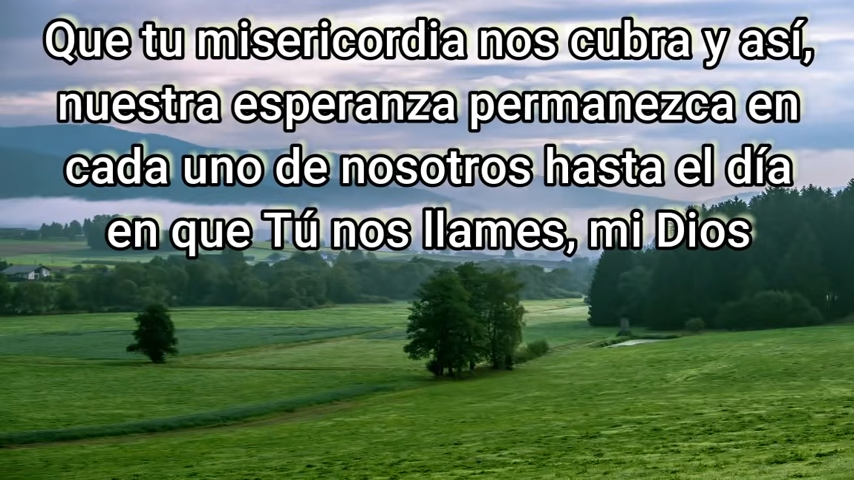 Que tu misericordia nos cubra y así,
nuestra esperanza permanezca en
cada uno de nosotros hasta el día
en que Tú nos llames, mi Dios